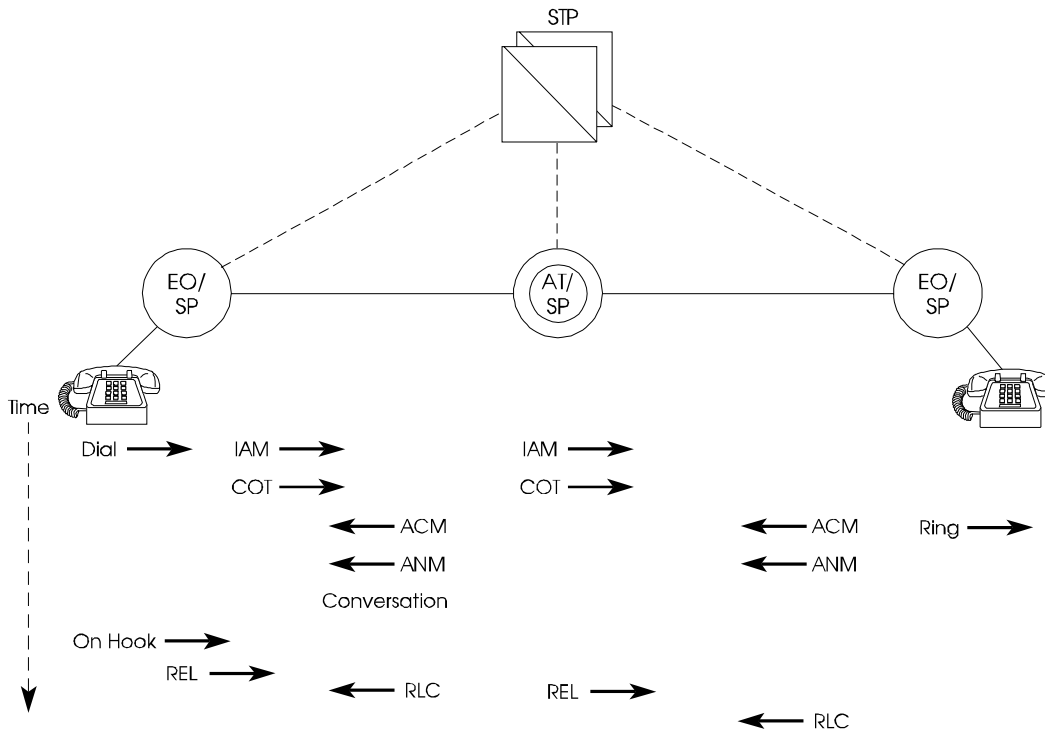 STP
EO/
SP
AT/
SP
EO/
SP
Time
Dial IAM IAM
COT COT
ACM ACM Ring
ANM ANM
Conversation
On Hook
REL
RLC REL
RLC